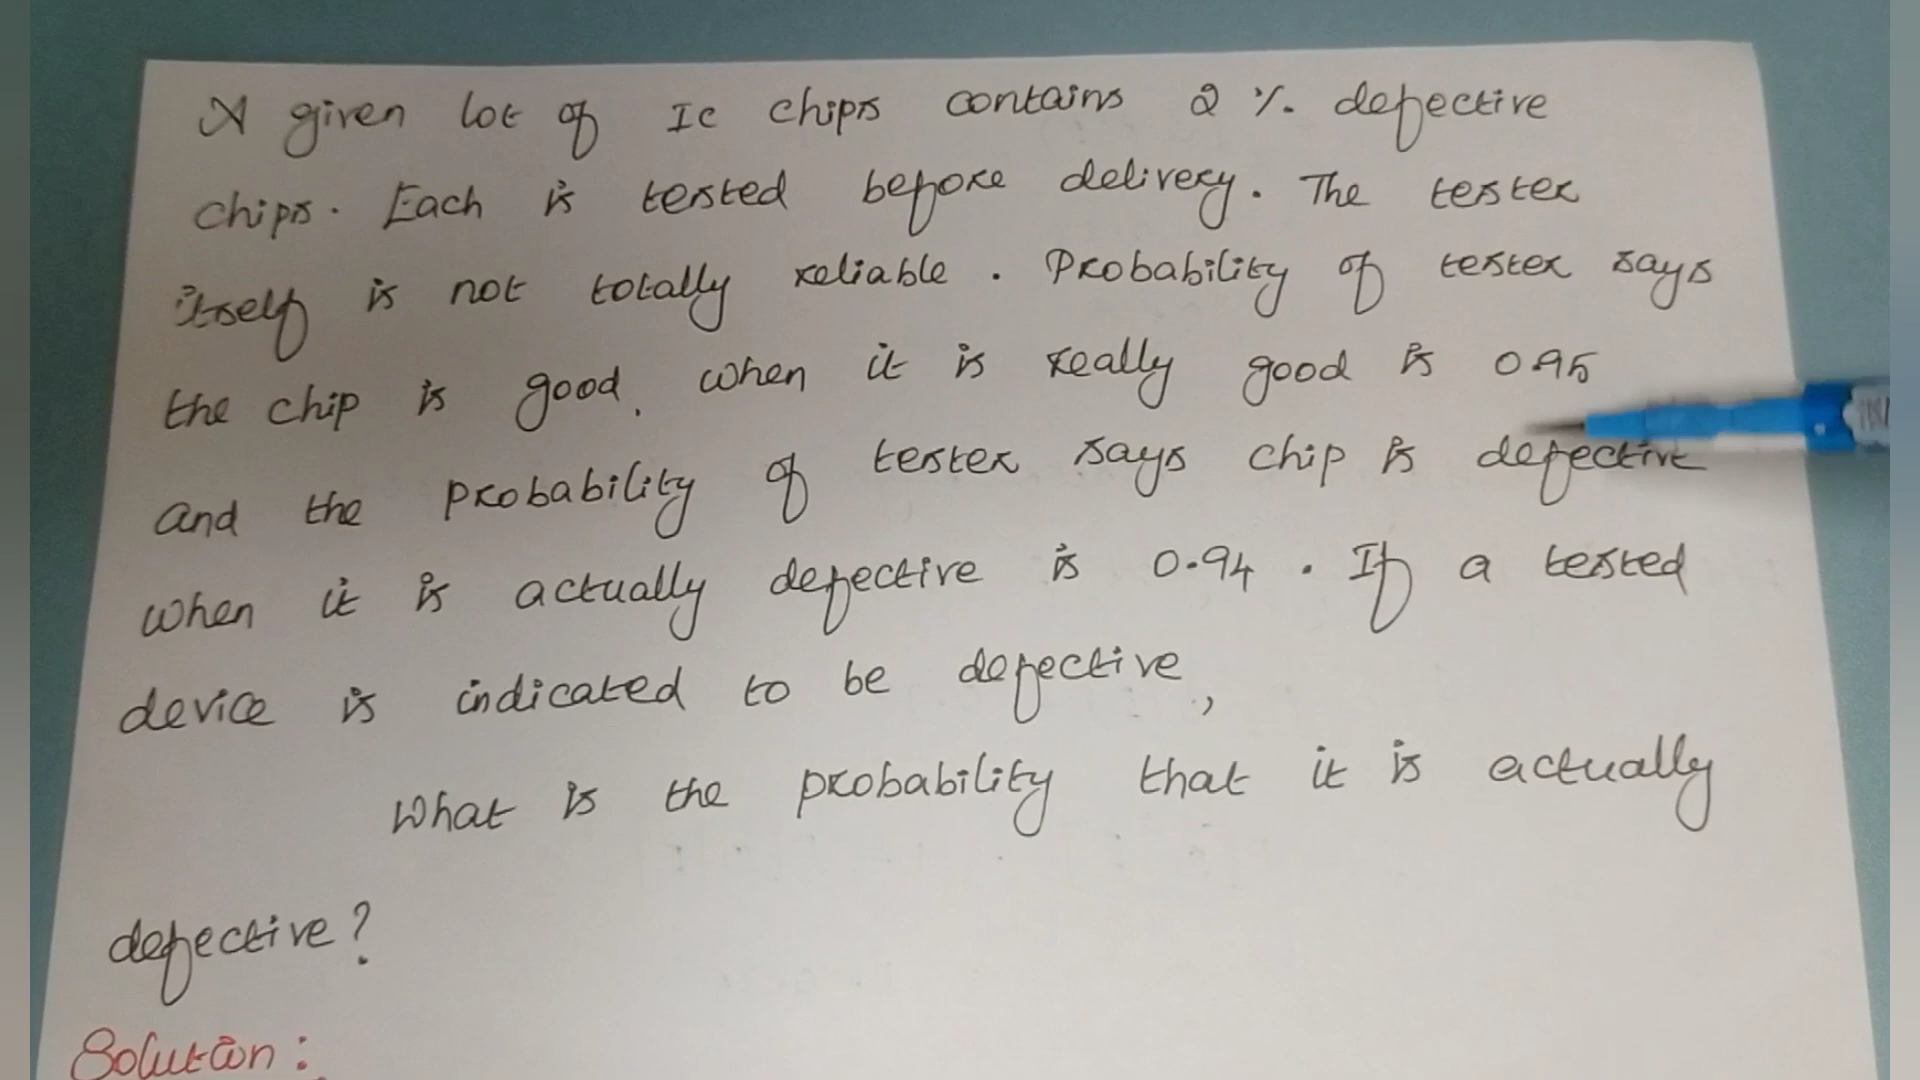 A given lot of Ic chips contains 2 %. defective
chips. Each is tested before delivery. The tester
itself is not totally reliable. Probability of tester says
the chip is good, when it is really good is 0.95
and the probability of tester says chip is defective
when it is actually defective is 0.94. If a tested
device is indicated to be defective,
What is the probability that it is actually
defective?
Solution: